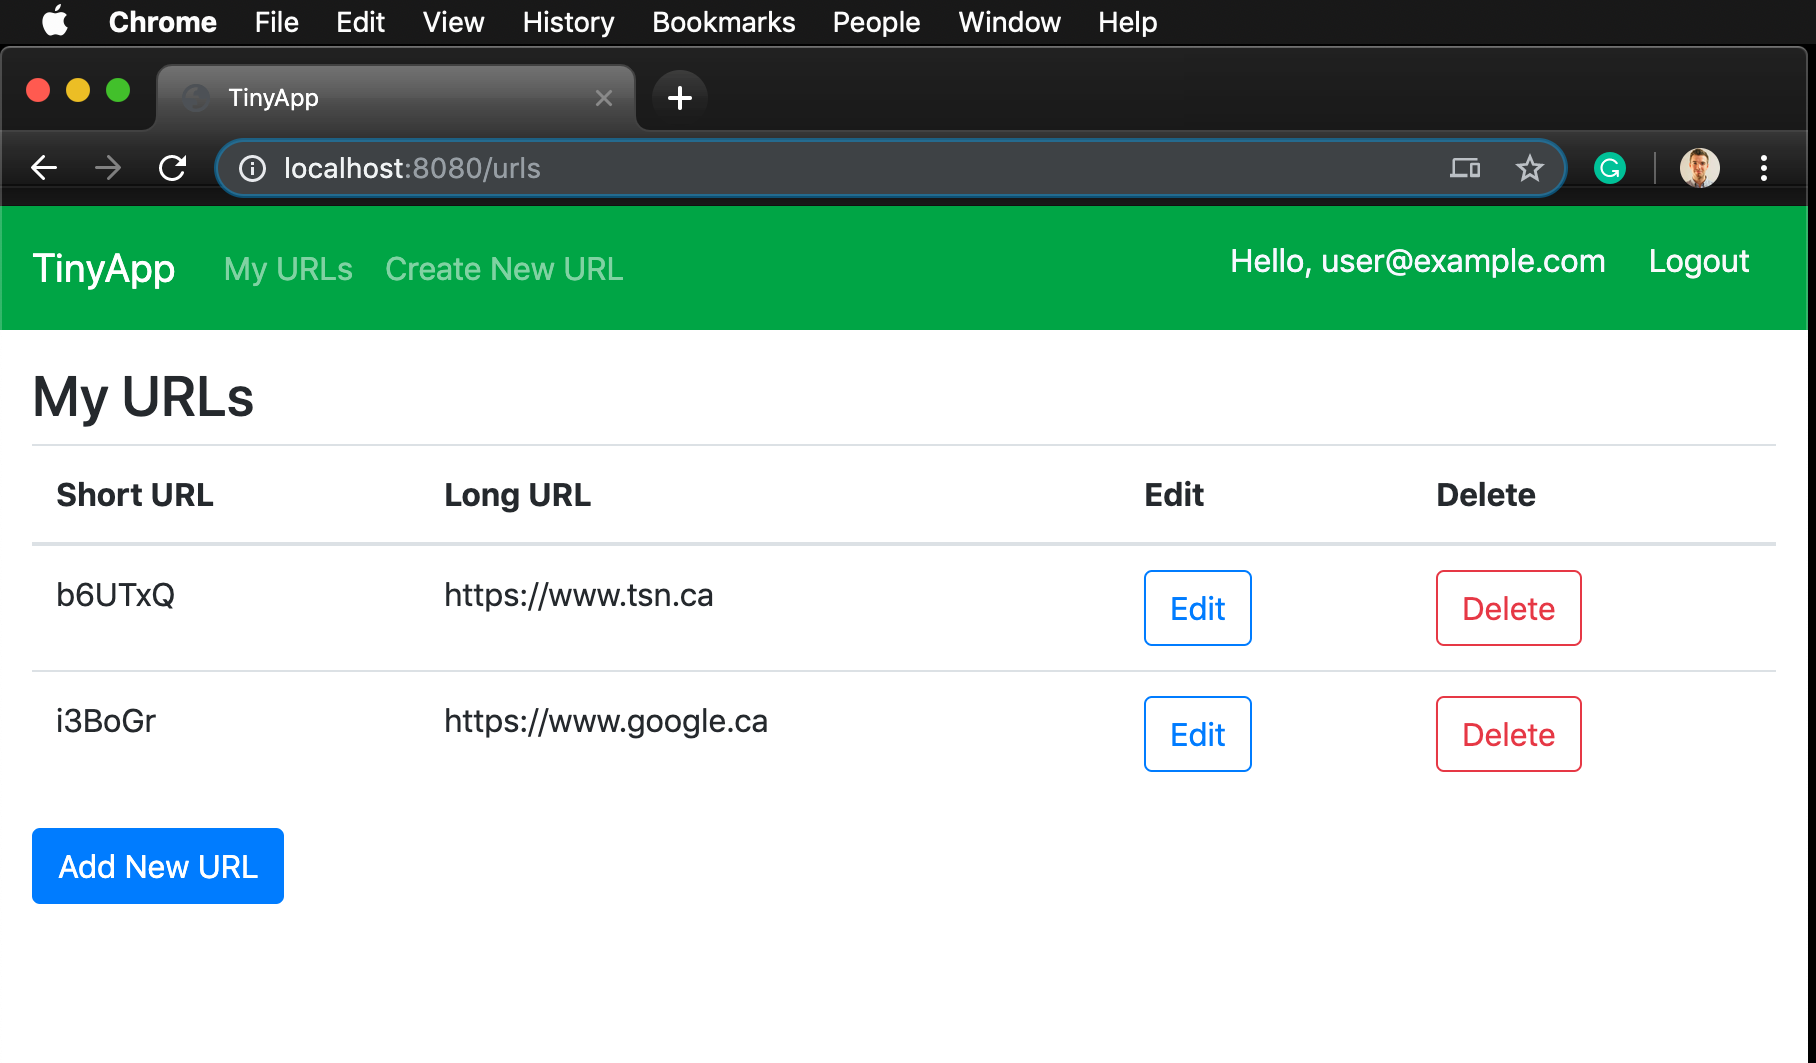 Chrome File Edit View History Bookmarks People Window Help
TinyApp
localhost:8080/urls
TinyApp My URLs Create New URL Hello, user@example.com Logout
My URLs
Short URL Long URL Edit Delete
b6UTxQ https://www.tsn.ca Edit Delete
i3BoGr https://www.google.ca Edit Delete
Add New URL